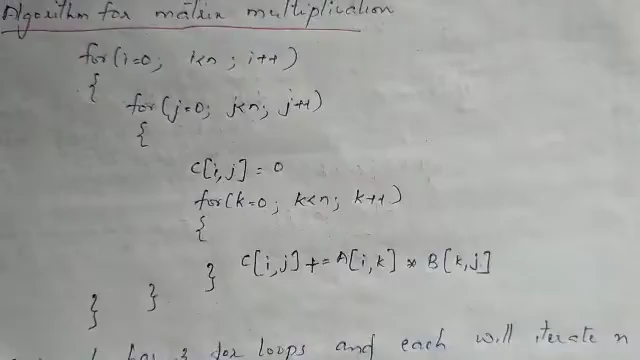 Algorithm for matrix multiplication
for(i=0; i<n; i++)
{
for(j=0; j<n; j++)
{
C[i,j] = 0
for(k=0; k<n; k++)
{
C[i,j] += A[i,k] * B[k,j]
}
}
}
3 for loops and each will iterate n